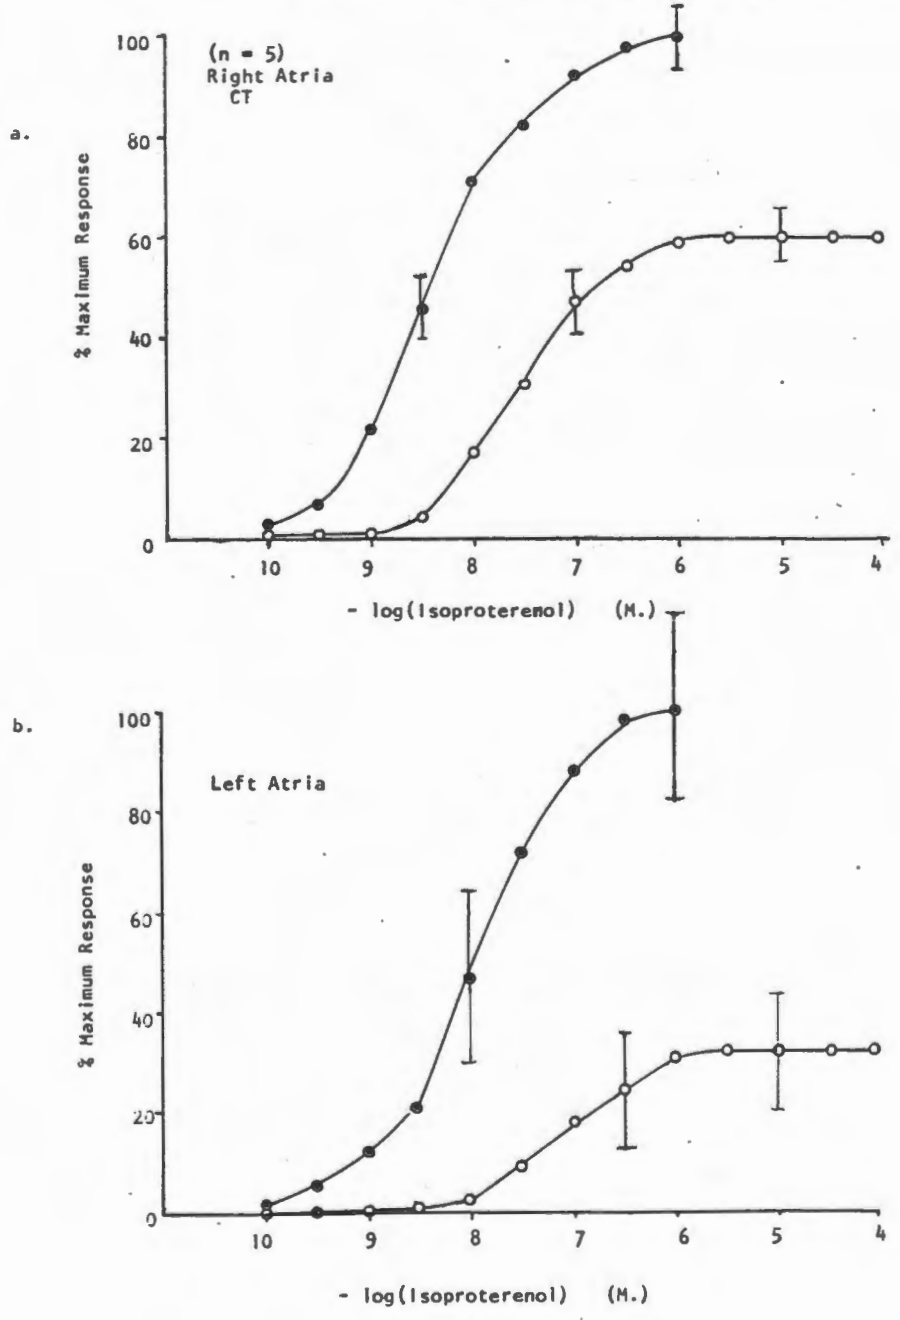 a.
(n = 5)
Right Atria
CT
% Maximum Response
100
80
60
40
20
0
10 9 8 7 6 5 4
- log(Isoproterenol) (M.)
b.
Left Atria
% Maximum Response
100
80
60
40
20
0
10 9 8 7 6 5 4
- log(Isoproterenol) (M.)